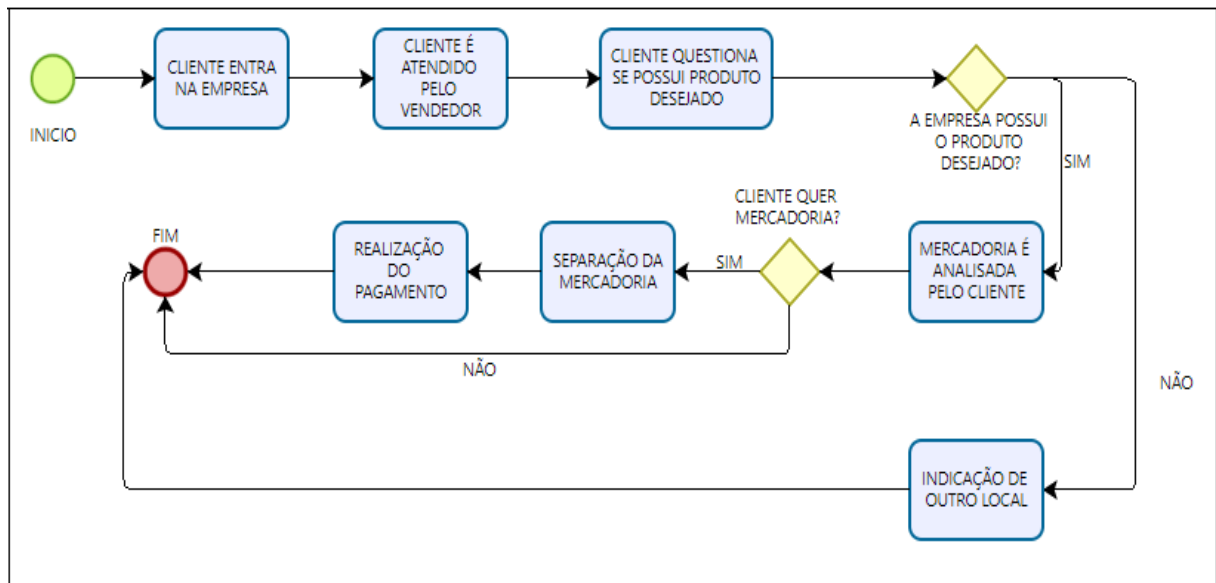 INICIO
CLIENTE ENTRA
NA EMPRESA
CLIENTE É
ATENDIDO
PELO
VENDEDOR
CLIENTE QUESTIONA
SE POSSUI PRODUTO
DESEJADO
A EMPRESA POSSUI
O PRODUTO
DESEJADO?
SIM
MERCADORIA É
ANALISADA
PELO CLIENTE
CLIENTE QUER
MERCADORIA?
SIM
SEPARAÇÃO DA
MERCADORIA
REALIZAÇÃO
DO
PAGAMENTO
FIM
NÃO
NÃO
INDICAÇÃO DE
OUTRO LOCAL